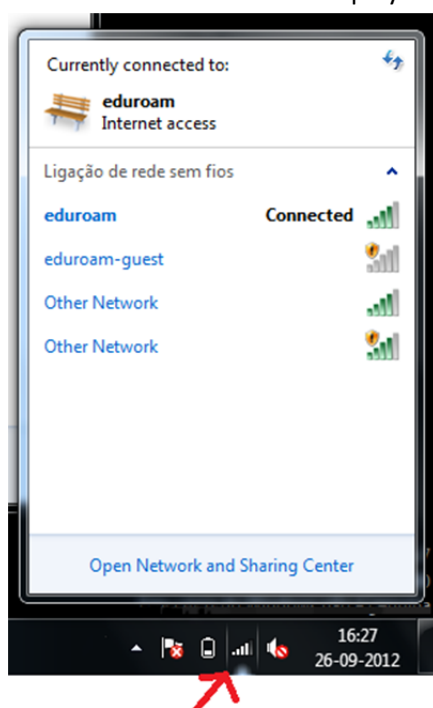 Currently connected to:
eduroam
Internet access
Ligação de rede sem fios
eduroam Connected
eduroam-guest
Other Network
Other Network
Open Network and Sharing Center
16:27
26-09-2012